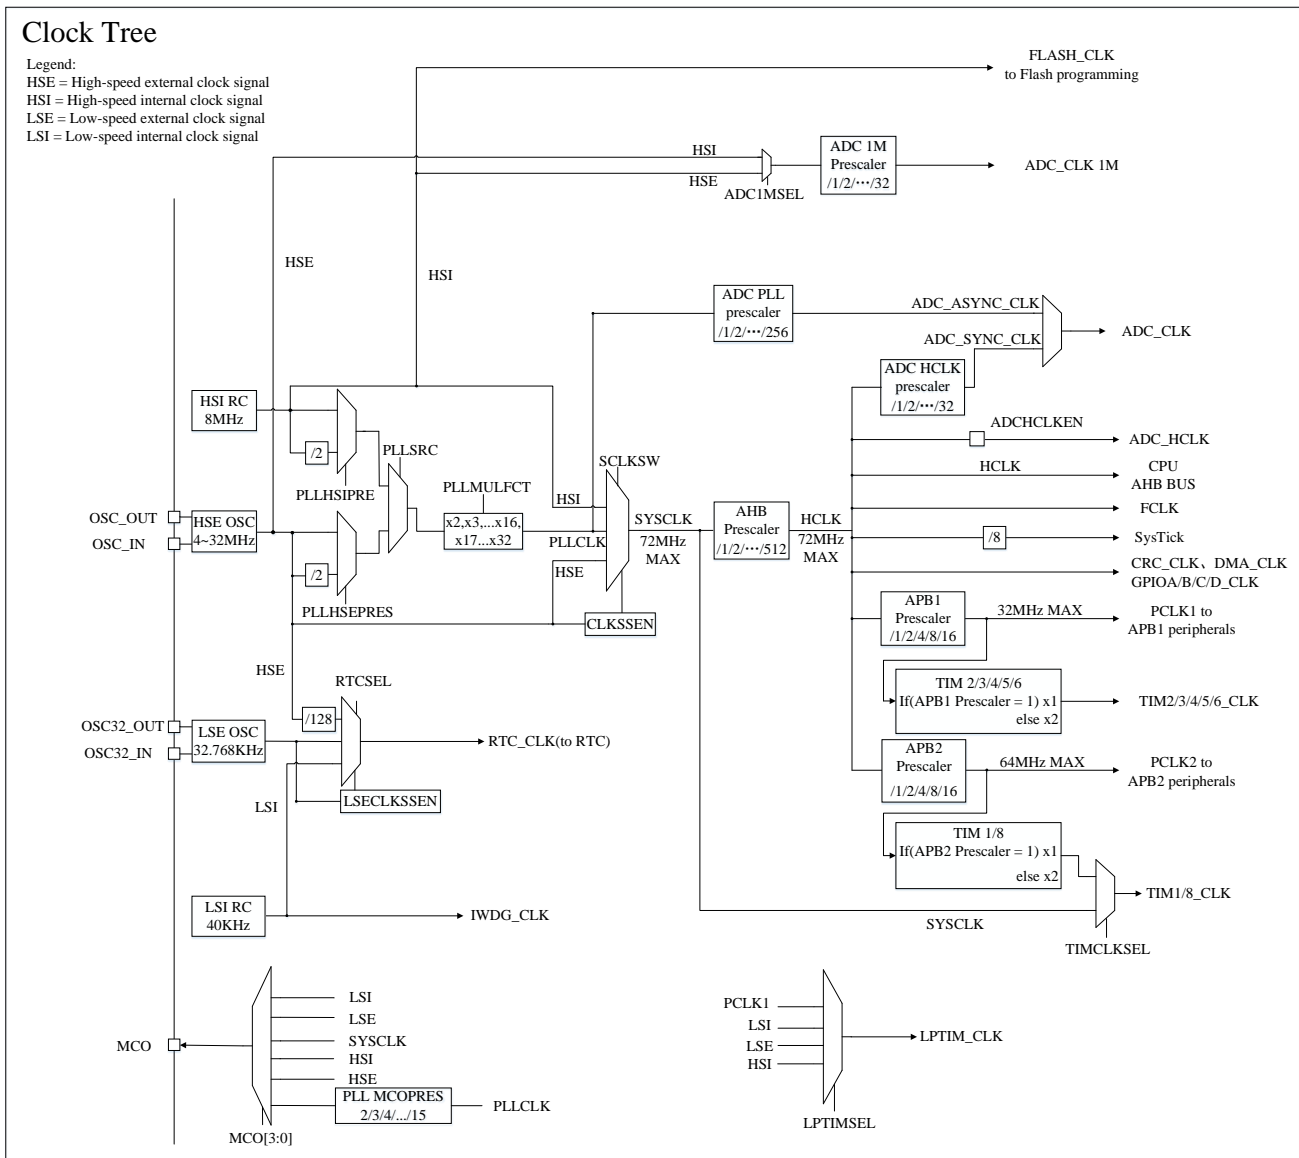 Clock Tree
Legend:
HSE = High-speed external clock signal
HSI = High-speed internal clock signal
LSE = Low-speed external clock signal
LSI = Low-speed internal clock signal
FLASH_CLK
to Flash programming
HSI
HSE
ADC1MSEL
ADC 1M
Prescaler
/1/2/⋯/32
ADC_CLK 1M
HSE
HSI
ADC PLL
prescaler
/1/2/⋯/256
ADC_ASYNC_CLK
ADC_SYNC_CLK
ADC_CLK
ADC HCLK
prescaler
/1/2/⋯/32
HSI RC
8MHz
/2
PLLHSIPRE
PLLSRC
PLLMULFCT
x2,x3,...x16,
x17...x32
OSC_OUT
OSC_IN
HSE OSC
4~32MHz
/2
PLLHSEPRES
SCLKSW
HSI
PLLCLK
HSE
CLKSSEN
SYSCLK
72MHz
MAX
AHB
Prescaler
/1/2/⋯/512
HCLK
72MHz
MAX
ADCHCLKEN
ADC_HCLK
HCLK
CPU
AHB BUS
FCLK
/8
SysTick
CRC_CLK、DMA_CLK
GPIOA/B/C/D_CLK
APB1
Prescaler
/1/2/4/8/16
32MHz MAX
PCLK1 to
APB1 peripherals
TIM 2/3/4/5/6
If(APB1 Prescaler = 1) x1
else x2
TIM2/3/4/5/6_CLK
APB2
Prescaler
/1/2/4/8/16
64MHz MAX
PCLK2 to
APB2 peripherals
TIM 1/8
If(APB2 Prescaler = 1) x1
else x2
TIM1/8_CLK
SYSCLK
TIMCLKSEL
HSE
RTCSEL
/128
OSC32_OUT
OSC32_IN
LSE OSC
32.768KHz
RTC_CLK(to RTC)
LSI
LSECLKSSEN
LSI RC
40KHz
IWDG_CLK
MCO
LSI
LSE
SYSCLK
HSI
HSE
PLL MCOPRES
2/3/4/.../15
PLLCLK
MCO[3:0]
PCLK1
LSI
LSE
HSI
LPTIM_CLK
LPTIMSEL